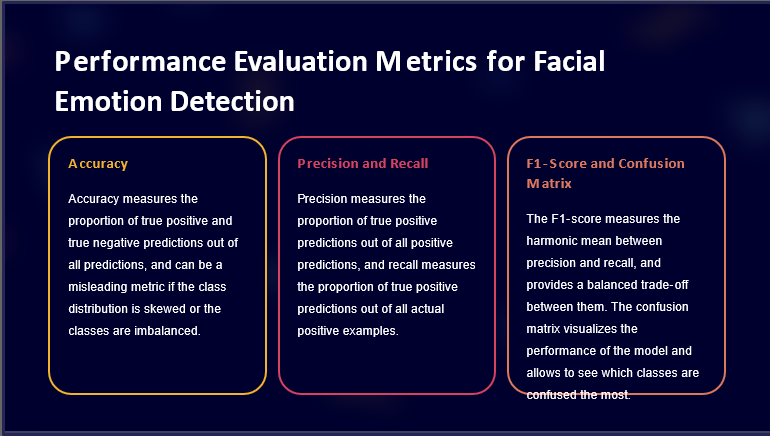 Performance Evaluation Metrics for Facial
Emotion Detection
Accuracy
Accuracy measures the
proportion of true positive and
true negative predictions out of
all predictions, and can be a
misleading metric if the class
distribution is skewed or the
classes are imbalanced.
Precision and Recall
Precision measures the
proportion of true positive
predictions out of all positive
predictions, and recall measures
the proportion of true positive
predictions out of all actual
positive examples.
F1-Score and Confusion
Matrix
The F1-score measures the
harmonic mean between
precision and recall, and
provides a balanced trade-off
between them. The confusion
matrix visualizes the
performance of the model and
allows to see which classes are
confused the most.